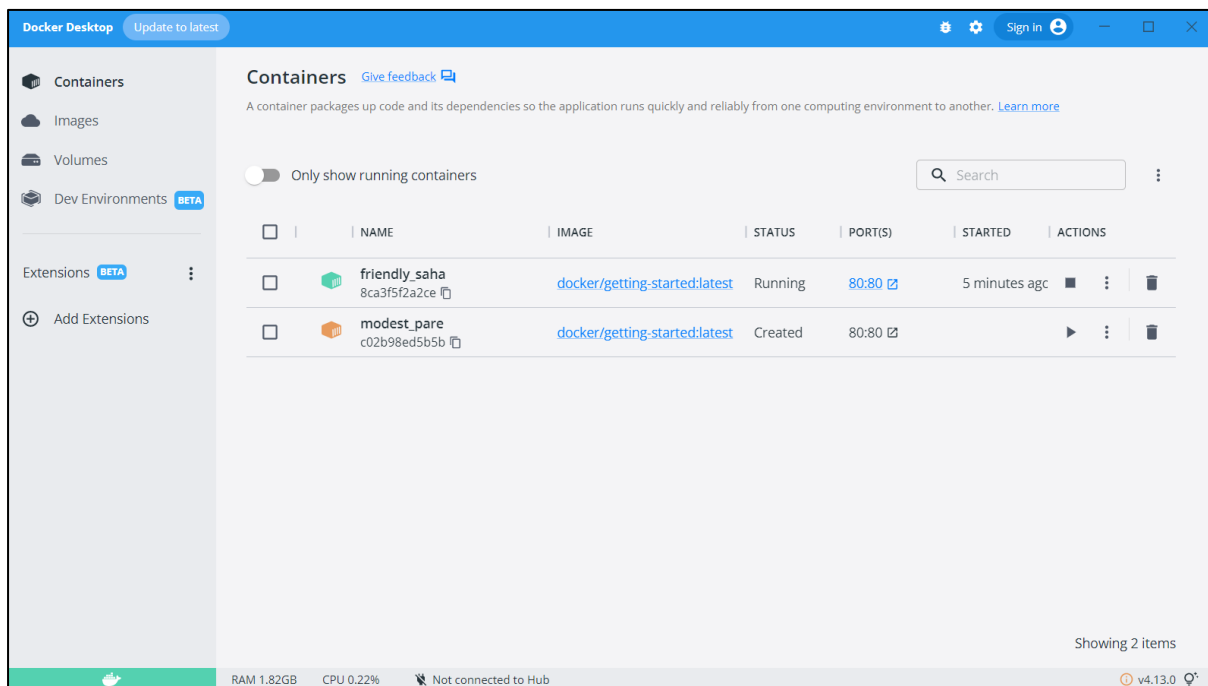 Docker Desktop Update to latest Sign in
Containers
Images
Volumes
Dev Environments BETA
Extensions BETA
Add Extensions
Containers Give feedback
A container packages up code and its dependencies so the application runs quickly and reliably from one computing environment to another. Learn more
Only show running containers Search
NAME IMAGE STATUS PORT(S) STARTED ACTIONS
friendly_saha docker/getting-started:latest Running 80:80 5 minutes agc
8ca3f5f2a2ce
modest_pare docker/getting-started:latest Created 80:80
c02b98ed5b5b
Showing 2 items
RAM 1.82GB CPU 0.22% Not connected to Hub v4.13.0